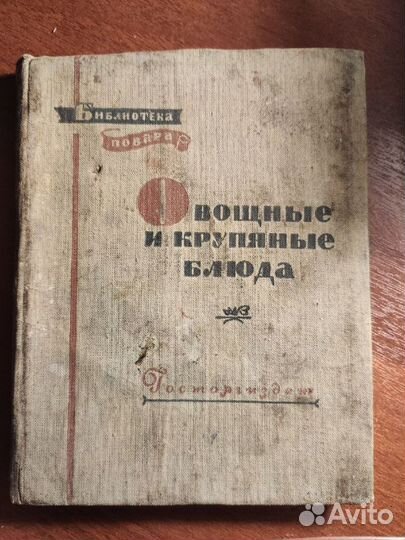 Библиотека
повара
Овощные
и крупяные
блюда
Госторгиздат
Avito